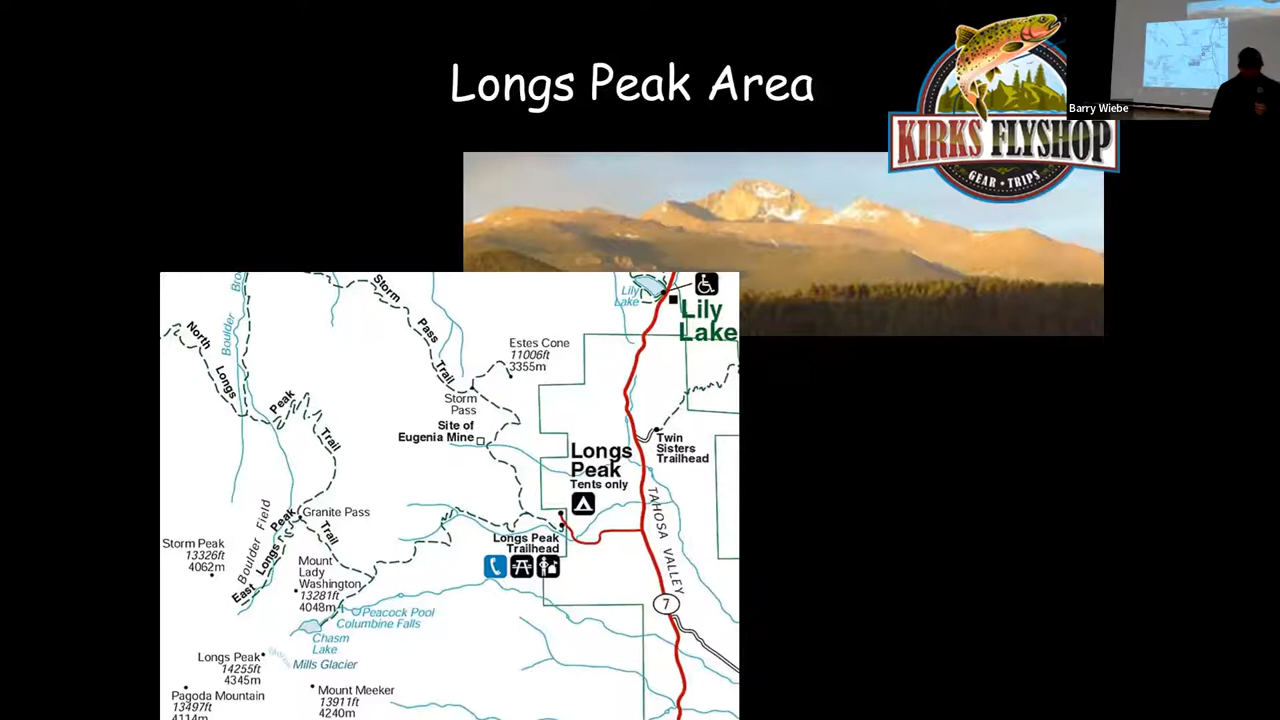 Longs Peak Area
Barry Wiebe
KIRKS FLYSHOP
GEAR • TRIPS
Lily
Lake
Lily
Lake
Storm
Pass
Trail
Boulder
North
Longs
Peak
Trail
Estes Cone
11006ft
3355m
Storm
Pass
Site of
Eugenia Mine
Longs
Peak
Tents only
Twin
Sisters
Trailhead
TAHOSA VALLEY
Granite Pass
Longs Peak
Trailhead
Boulder Field
East Longs Peak
Trail
Storm Peak
13326ft
4062m
Mount
Lady
Washington
13281ft
4048m
Peacock Pool
Columbine Falls
Chasm
Lake
Mills Glacier
7
Longs Peak
14255ft
4345m
Pagoda Mountain
13497ft
4114m
Mount Meeker
13911ft
4240m